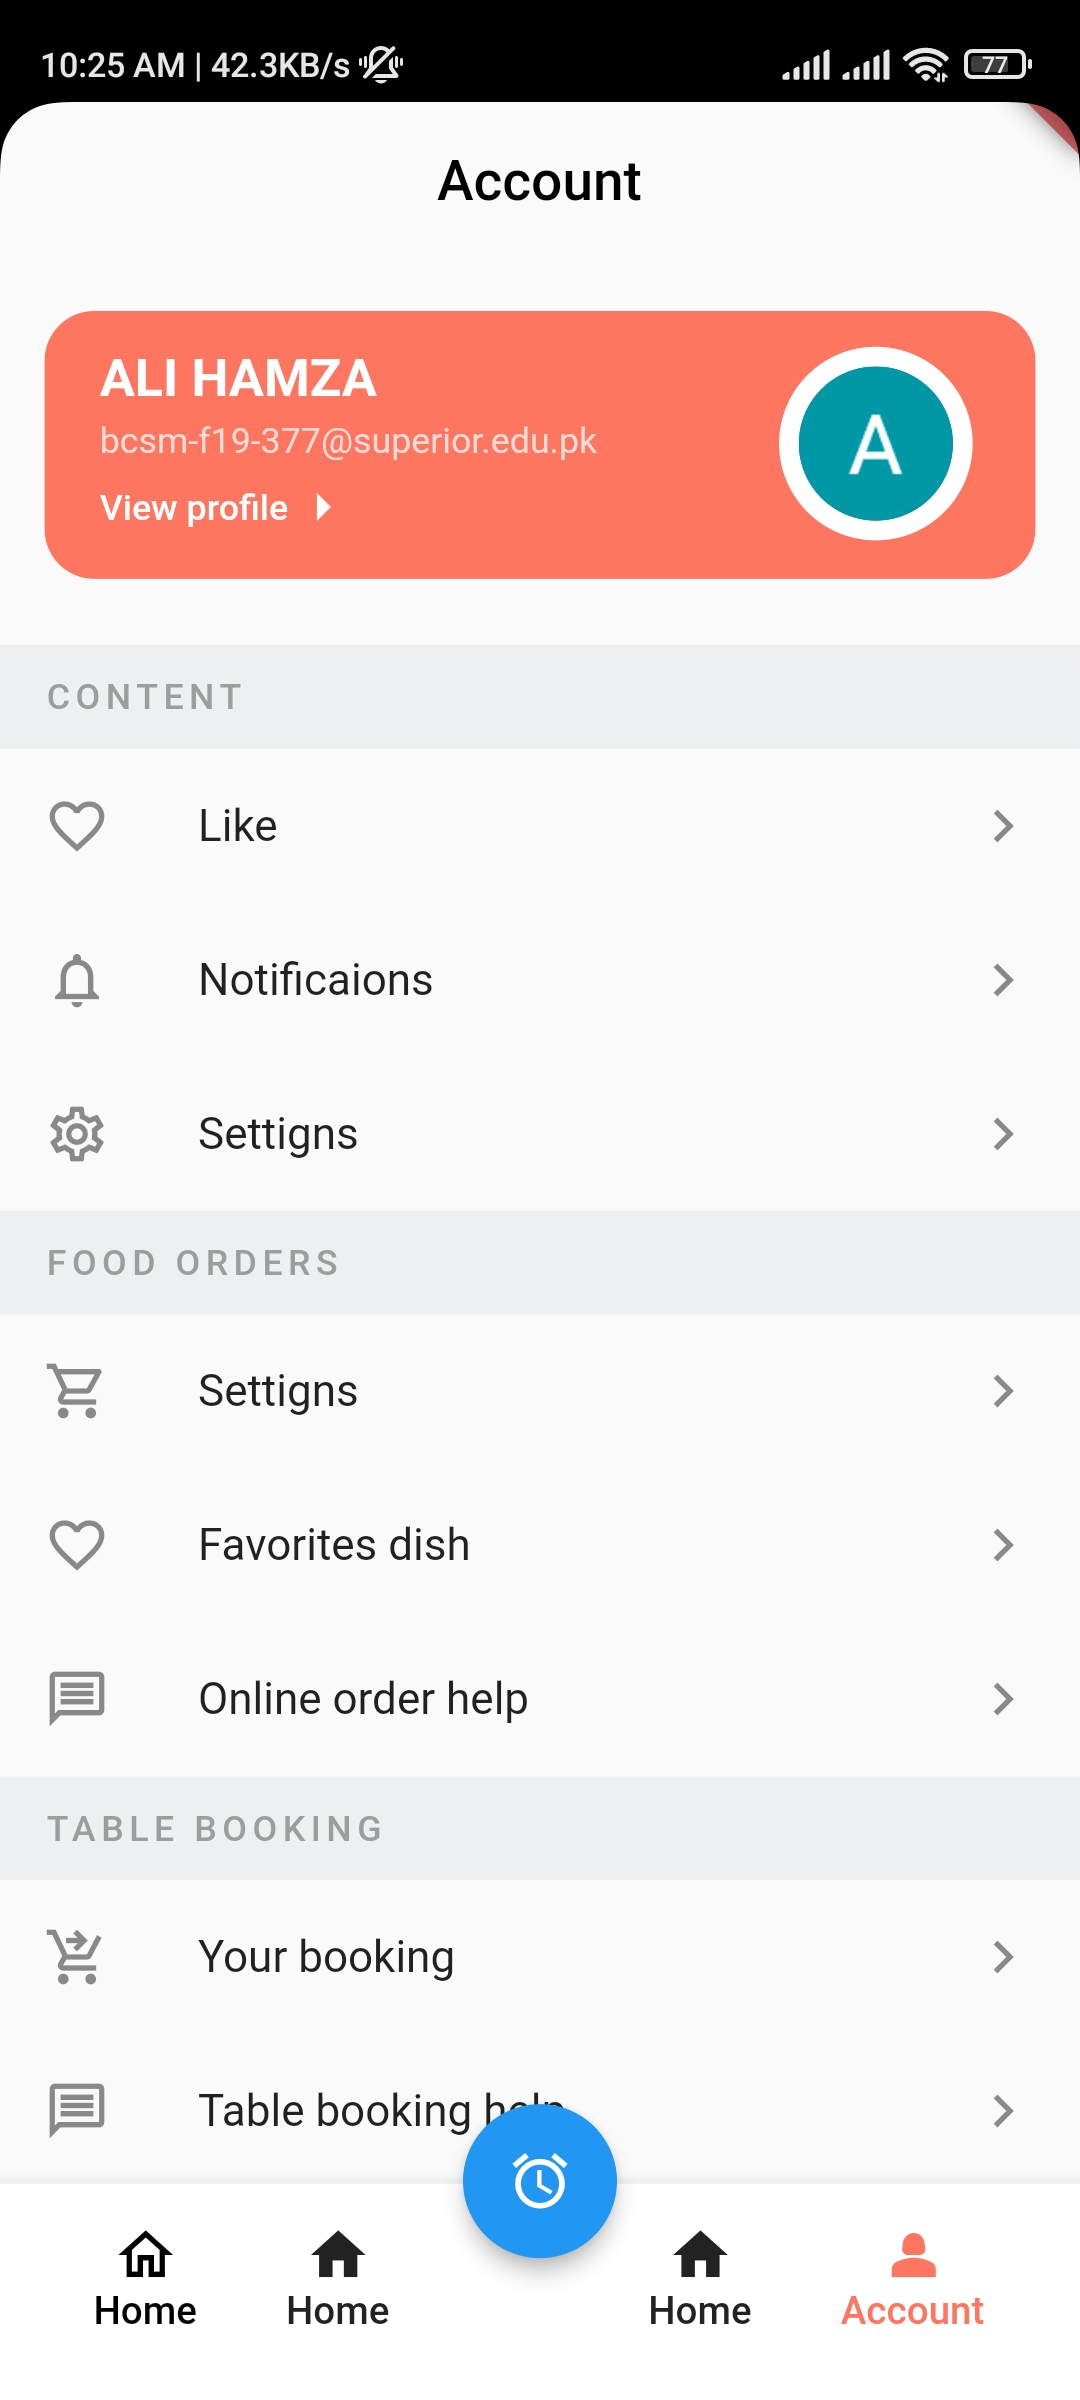 10:25 AM | 42.3KB/s
77
Account
ALI HAMZA
bcsm-f19-377@superior.edu.pk
View profile
A
CONTENT
Like
Notificaions
Settigns
FOOD ORDERS
Settigns
Favorites dish
Online order help
TABLE BOOKING
Your booking
Table booking help
Home
Home
Home
Account